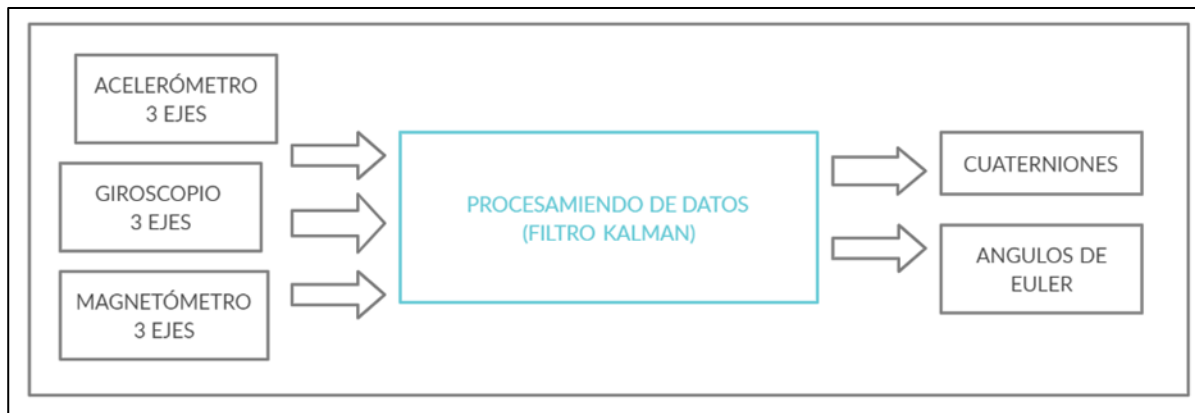 ACELERÓMETRO
3 EJES
GIROSCOPIO
3 EJES
MAGNETÓMETRO
3 EJES
PROCESAMIENDO DE DATOS
(FILTRO KALMAN)
CUATERNIONES
ANGULOS DE
EULER